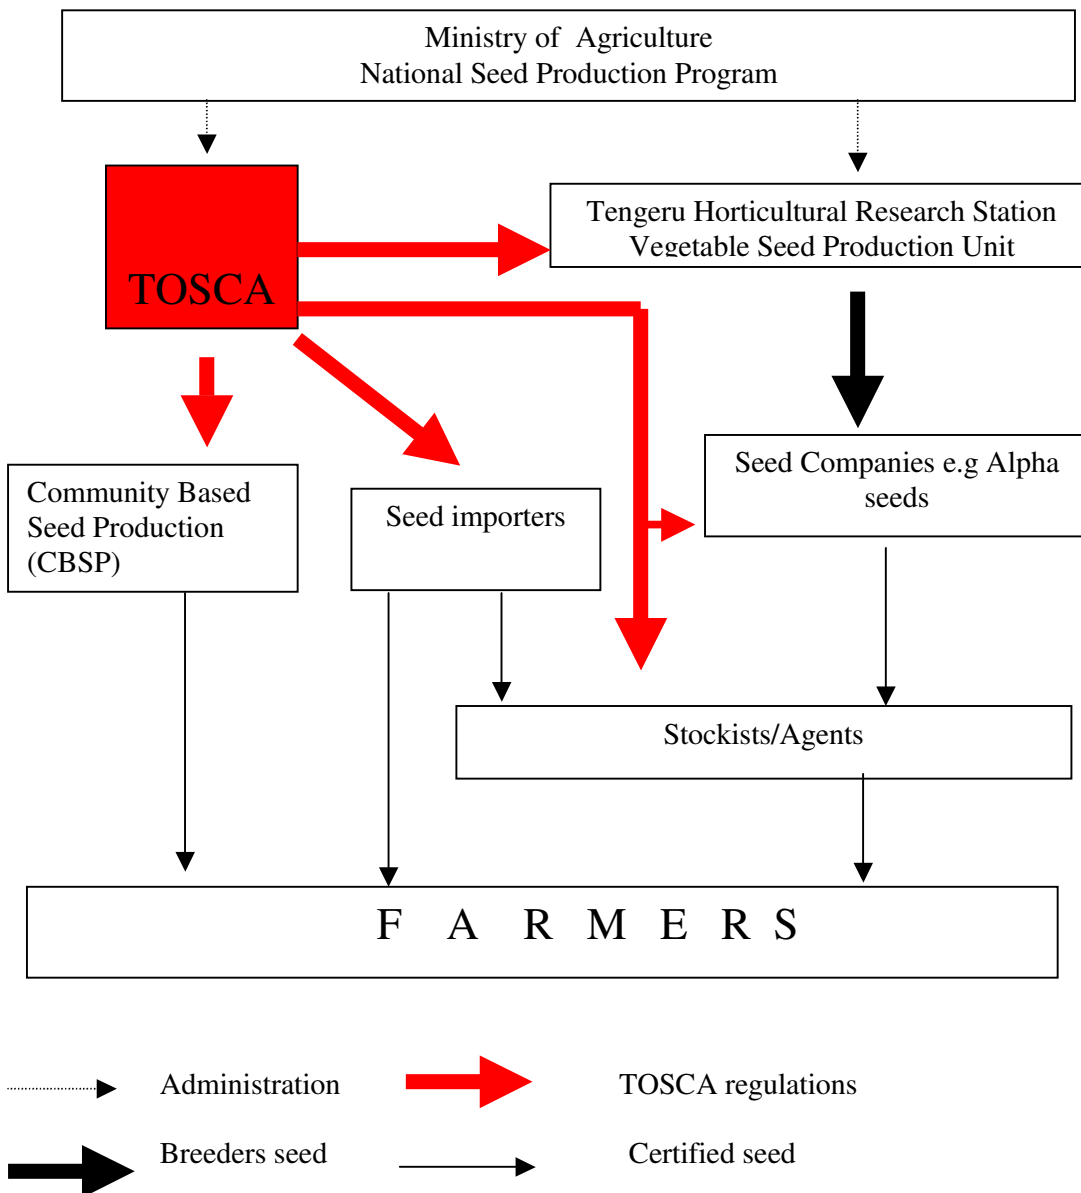 Ministry of Agriculture
National Seed Production Program
TOSCA
Tengeru Horticultural Research Station
Vegetable Seed Production Unit
Community Based
Seed Production
(CBSP)
Seed importers
Seed Companies e.g Alpha
seeds
Stockists/Agents
F A R M E R S
Administration
TOSCA regulations
Breeders seed
Certified seed